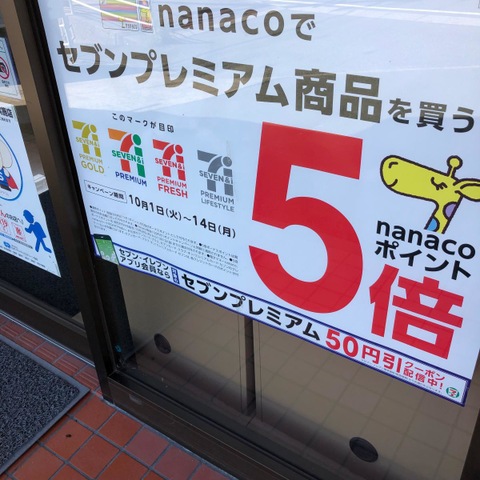 nanacoで
セブンプレミアム商品を買う
このマークが目印
7
SEVEN&i
PREMIUM
GOLD
7
SEVEN&i
PREMIUM
7
SEVEN&i
PREMIUM
FRESH
7
SEVEN&i
PREMIUM
LIFESTYLE
キャンペーン期間 10月1日(火)~14日(月)
5倍
nanaco
ポイント
セブン‐イレブン
アプリ会員なら
セブンプレミアム50円引クーポン配信中!